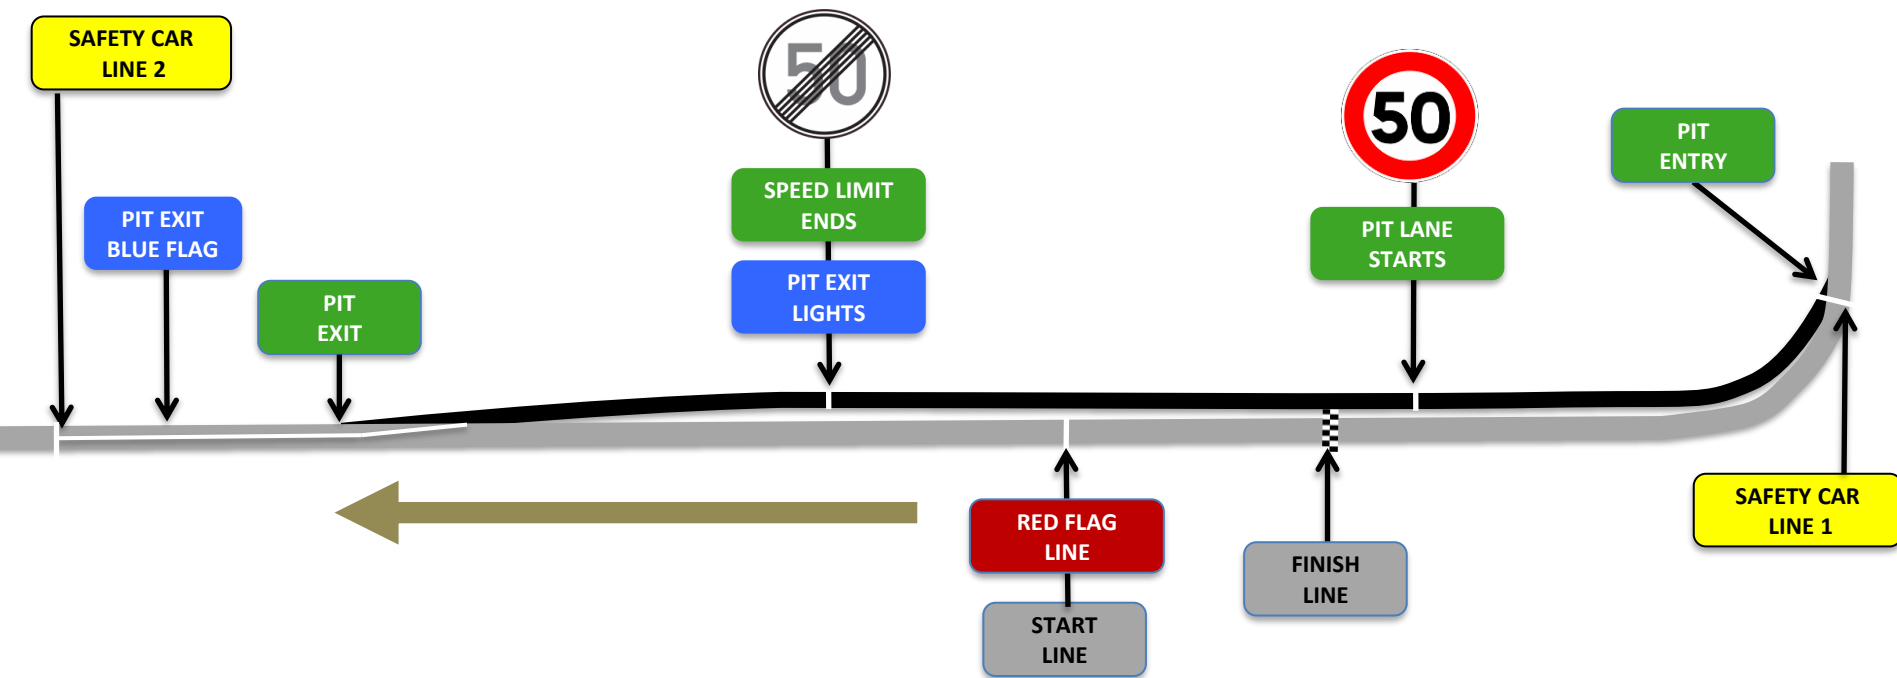 SAFETY CAR
LINE 2
50
50
PIT
ENTRY
SPEED LIMIT
ENDS
PIT EXIT
BLUE FLAG
PIT LANE
STARTS
PIT EXIT
LIGHTS
PIT
EXIT
RED FLAG
LINE
SAFETY CAR
LINE 1
FINISH
LINE
START
LINE